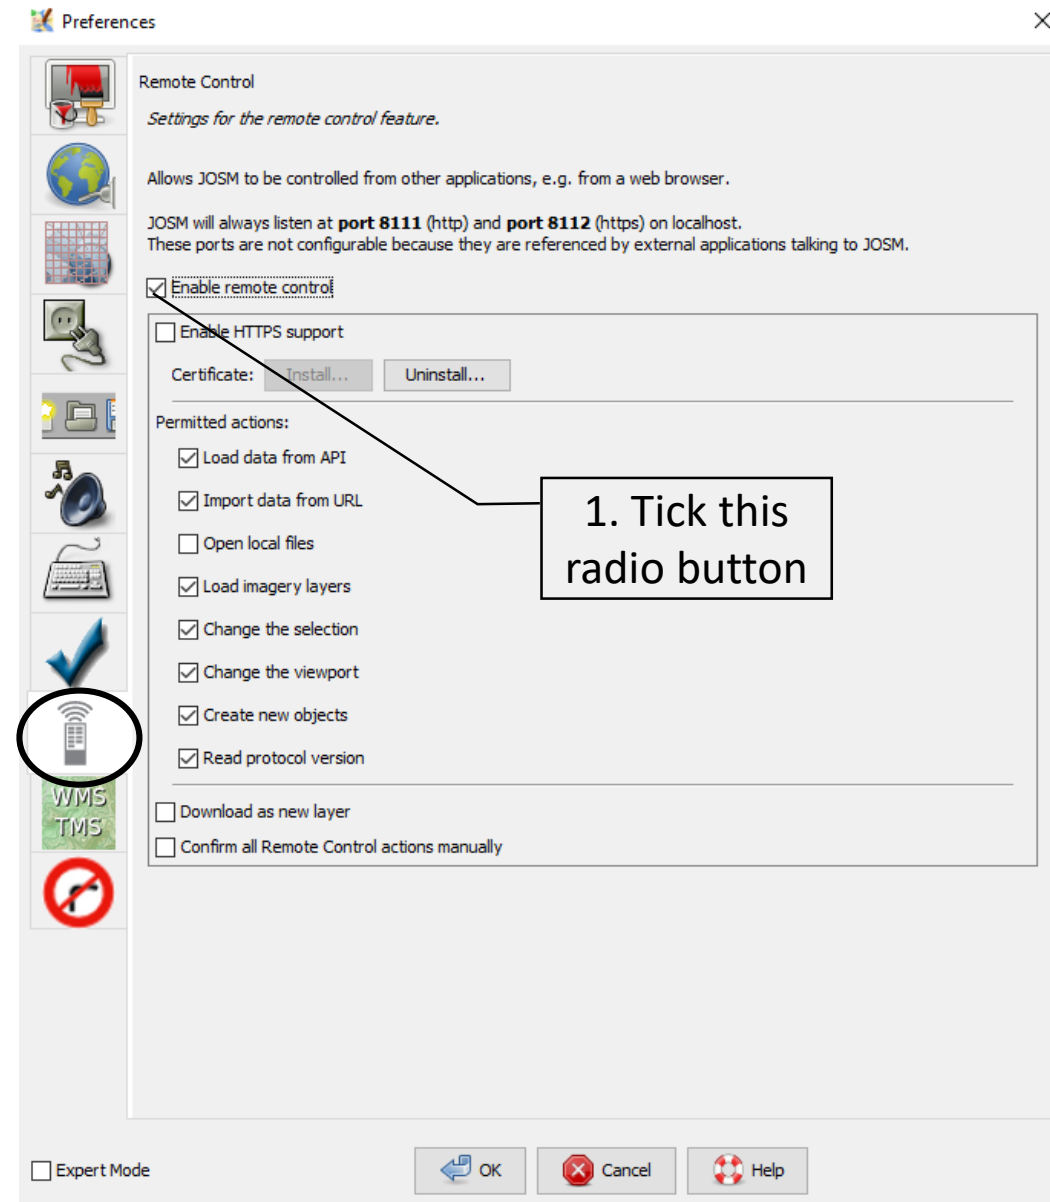 Preferences
Remote Control
Settings for the remote control feature.
Allows JOSM to be controlled from other applications, e.g. from a web browser.
JOSM will always listen at port 8111 (http) and port 8112 (https) on localhost.
These ports are not configurable because they are referenced by external applications talking to JOSM.
Enable remote control
Enable HTTPS support
Certificate: Install... Uninstall...
Permitted actions:
Load data from API
Import data from URL
1. Tick this
radio button
Open local files
Load imagery layers
Change the selection
Change the viewport
Create new objects
Read protocol version
WMS
TMS
Download as new layer
Confirm all Remote Control actions manually
Expert Mode
OK
Cancel
Help